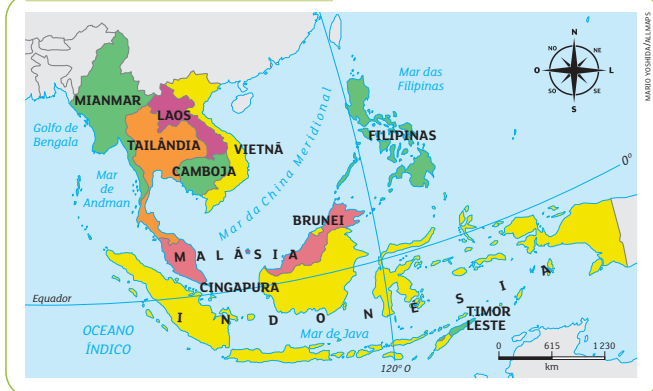 MARIO YOSHIDA/ALLMAPS
N
NO
NE
O
L
SO
SE
S
Mar das
Filipinas
MIANMAR
LAOS
Golfo de
Bengala
TAILÂNDIA
VIETNÃ
FILIPINAS
CAMBOJA
Mar da China Meridional
0°
Mar
de
Andman
BRUNEI
MALÁSIA
CINGAPURA
Equador
INDONÉSIA
OCEANO
ÍNDICO
Mar de Java
TIMOR
LESTE
0 615 1 230
km
120° O